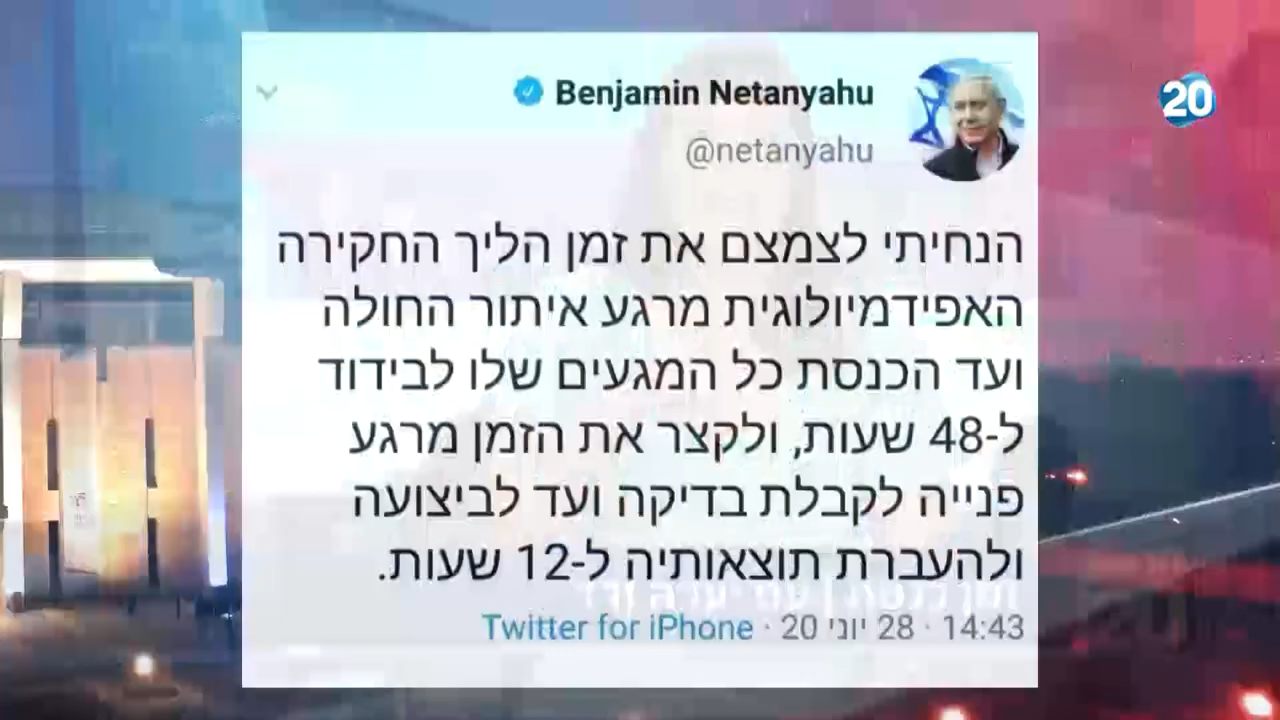 Benjamin Netanyahu
@netanyahu
20
הנחיתי לצמצם את זמן הליך החקירה
האפידמיולוגית מרגע איתור החולה
ועד הכנסת כל המגעים שלו לבידוד
ל-48 שעות, ולקצר את הזמן מרגע
פנייה לקבלת בדיקה ועד לביצועה
ולהעברת תוצאותיה ל-12 שעות.
14:43 · 28 יוני 20 · Twitter for iPhone